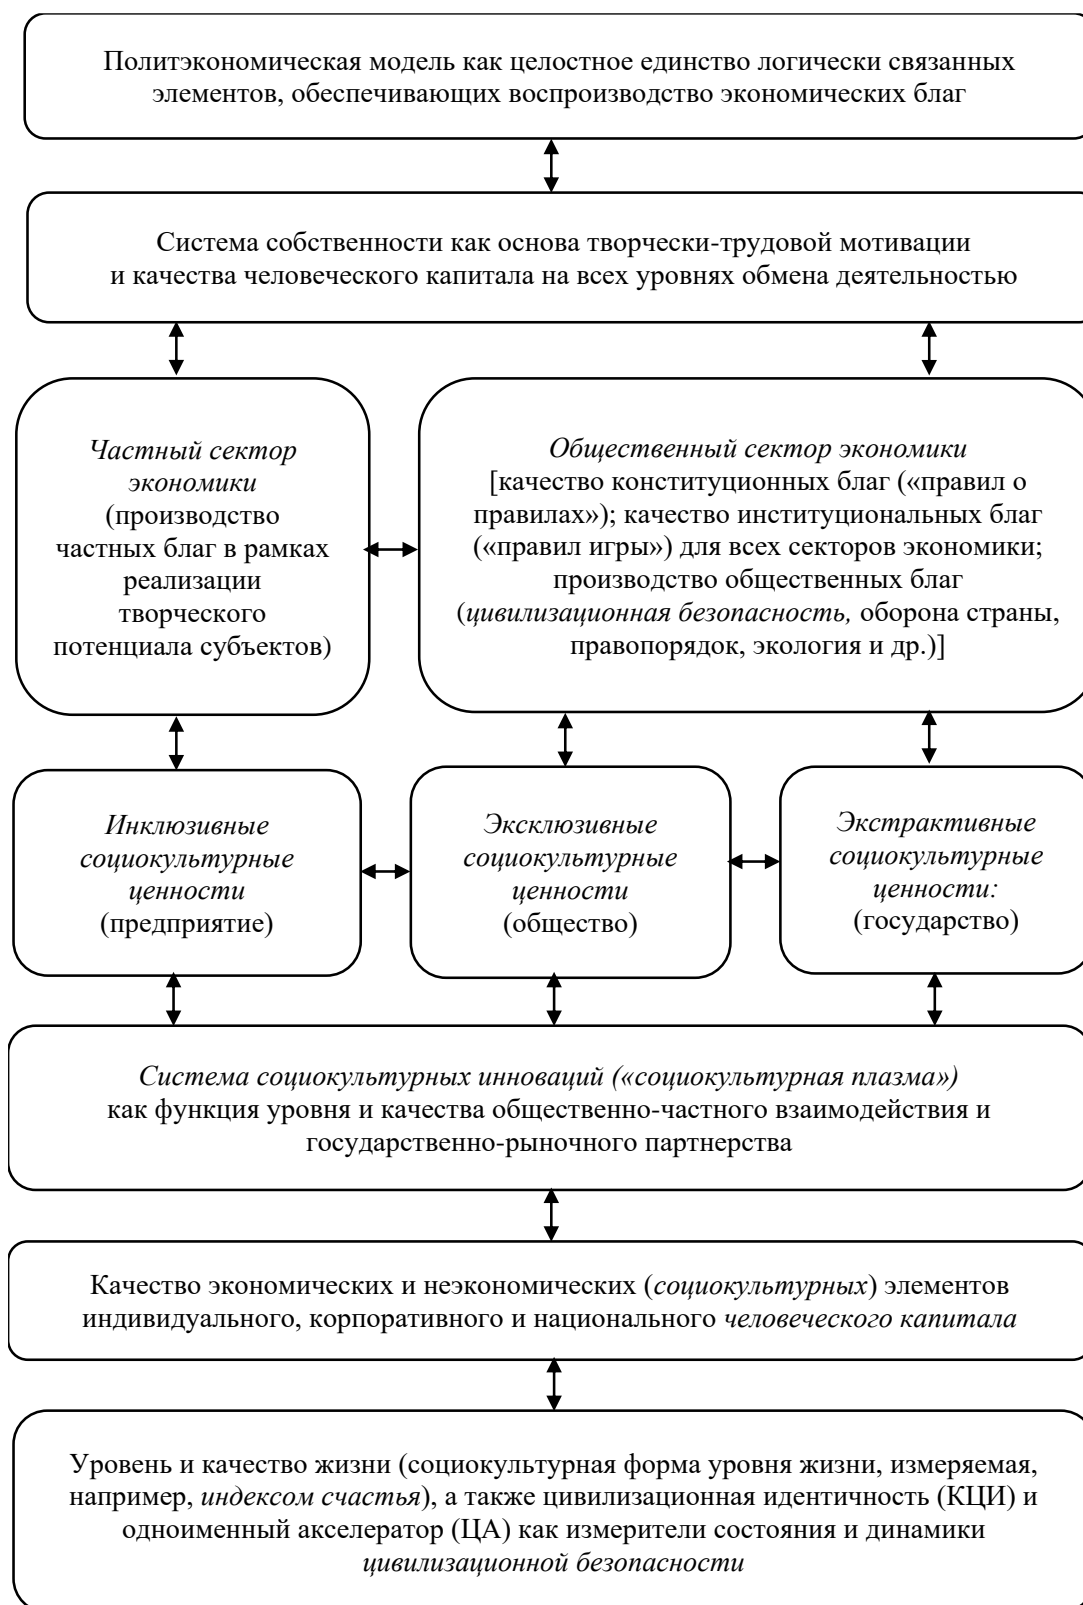 Политэкономическая модель как целостное единство логически связанных
элементов, обеспечивающих воспроизводство экономических благ
Система собственности как основа творчески-трудовой мотивации
и качества человеческого капитала на всех уровнях обмена деятельностью
Частный сектор
экономики
(производство
частных благ в рамках
реализации
творческого
потенциала субъектов)
Общественный сектор экономики
[качество конституционных благ («правил о
правилах»); качество институциональных благ
(«правил игры») для всех секторов экономики;
производство общественных благ
(цивилизационная безопасность, оборона страны,
правопорядок, экология и др.)]
Инклюзивные
социокультурные
ценности
(предприятие)
Эксклюзивные
социокультурные
ценности
(общество)
Экстрактивные
социокультурные
ценности:
(государство)
Система социокультурных инноваций («социокультурная плазма»)
как функция уровня и качества общественно-частного взаимодействия и
государственно-рыночного партнерства
Качество экономических и неэкономических (социокультурных) элементов
индивидуального, корпоративного и национального человеческого капитала
Уровень и качество жизни (социокультурная форма уровня жизни, измеряемая,
например, индексом счастья), а также цивилизационная идентичность (КЦИ) и
одноименный акселератор (ЦА) как измерители состояния и динамики
цивилизационной безопасности